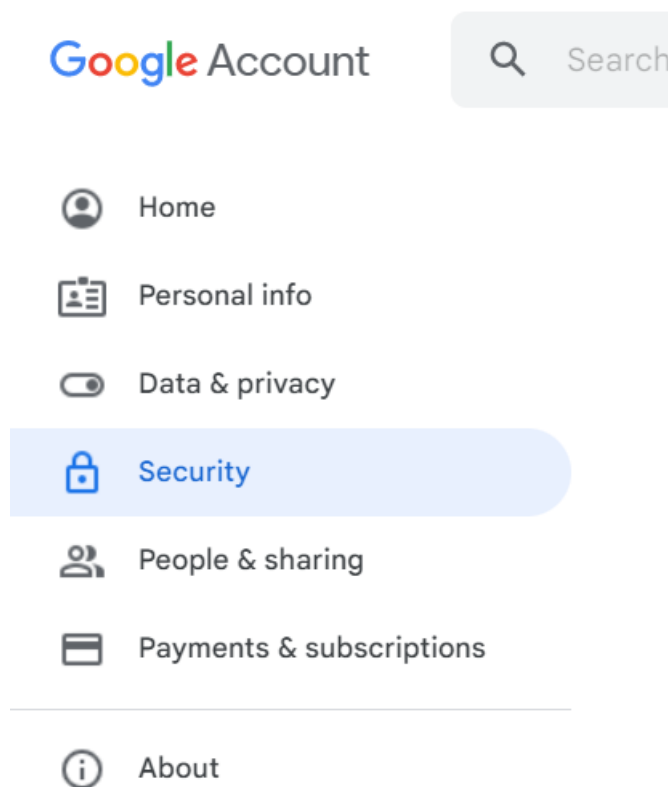 Google Account
Search
Home
Personal info
Data & privacy
Security
People & sharing
Payments & subscriptions
About